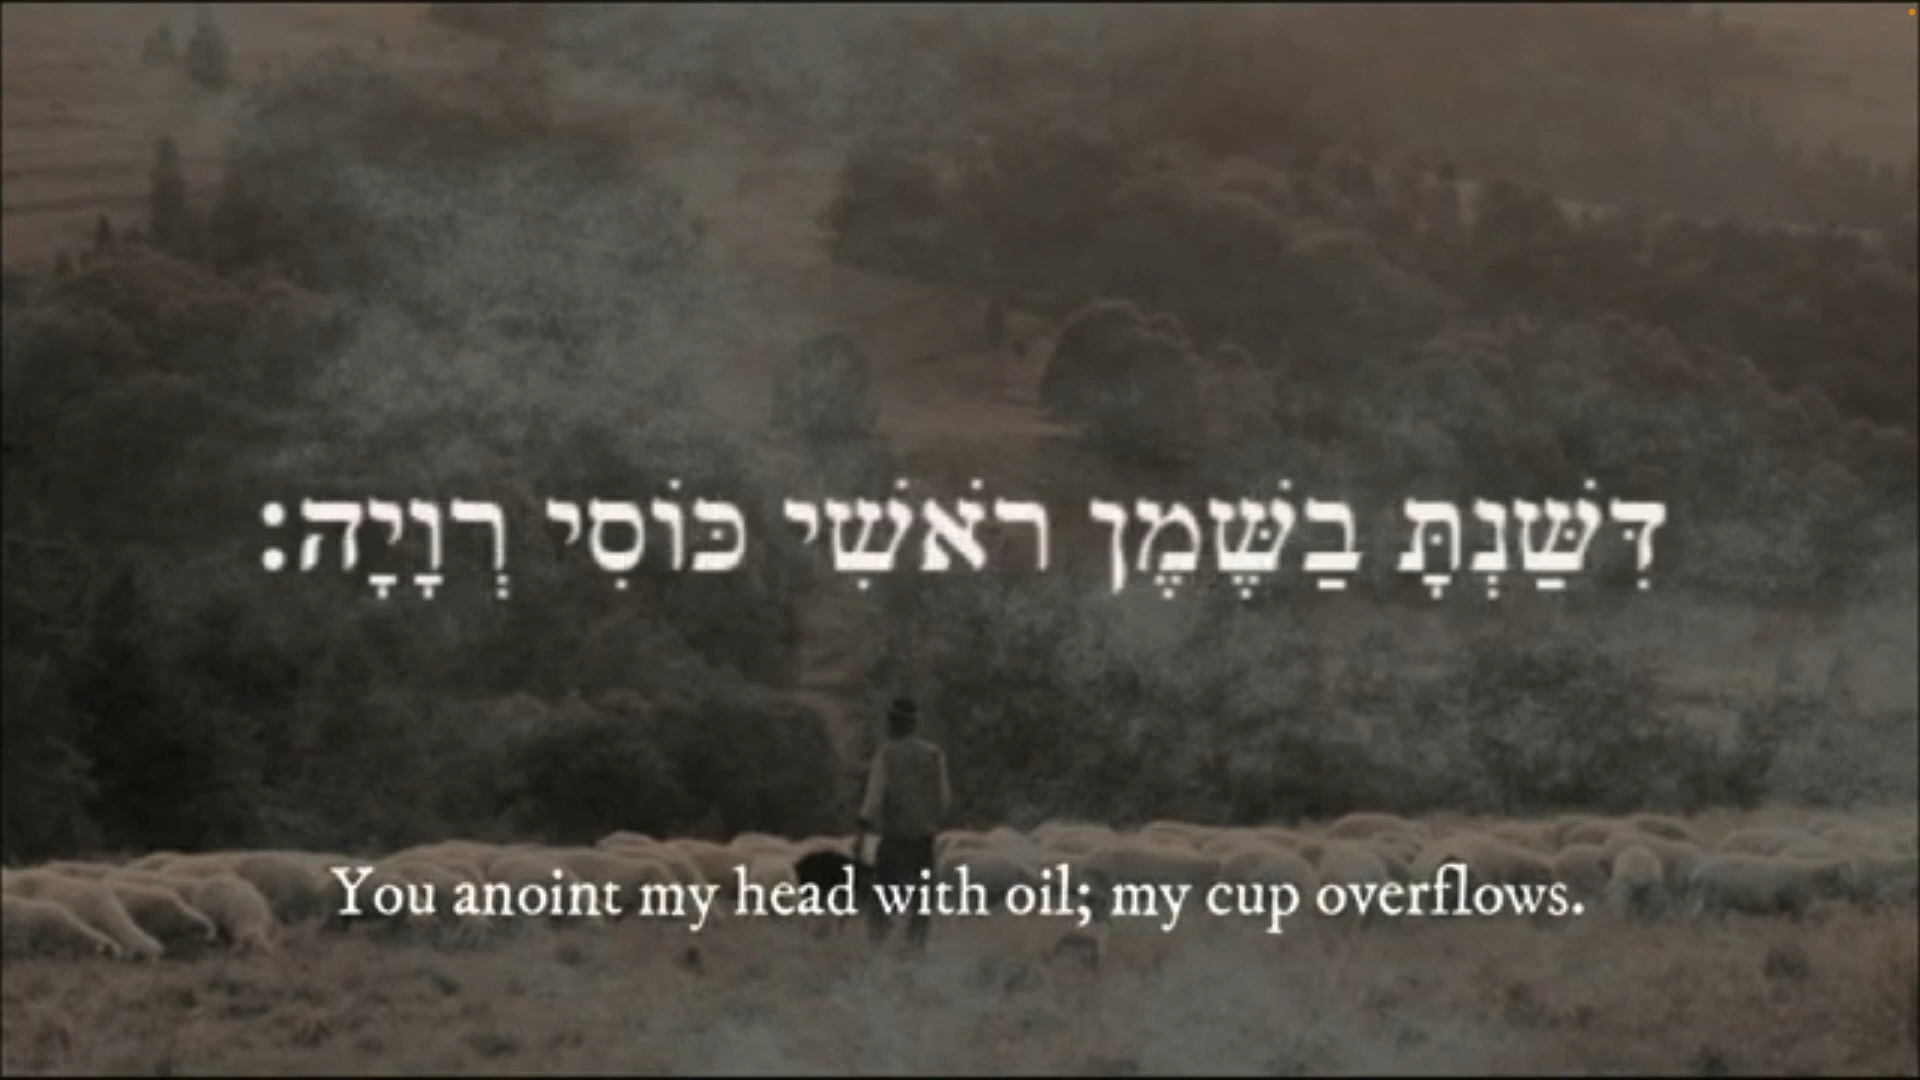 דִּשַּׁנְתָּ בַשֶּׁמֶן רֹאשִׁי כּוֹסִי רְוָיָה׃
You anoint my head with oil; my cup overflows.